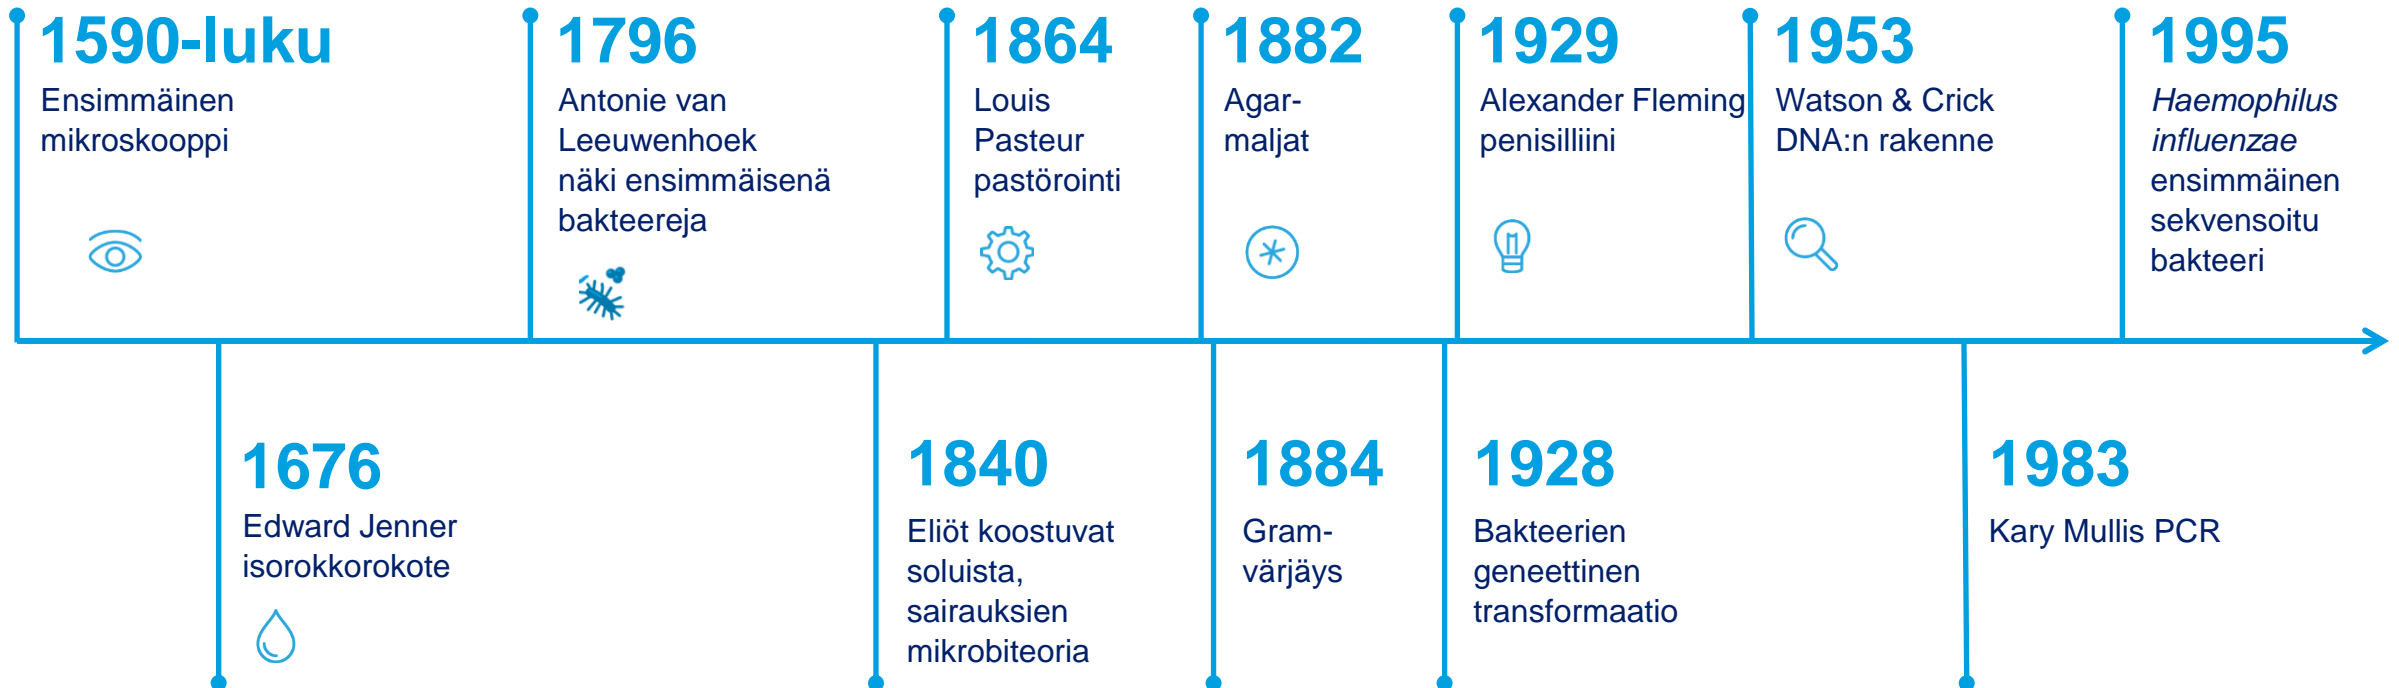 1590-luku
Ensimmäinen
mikroskooppi
1796
Antonie van
Leeuwenhoek
näki ensimmäisenä
bakteereja
1864
Louis
Pasteur
pastörointi
1882
Agar-
maljat
1929
Alexander Fleming
penisilliini
1953
Watson & Crick
DNA:n rakenne
1995
Haemophilus
influenzae
ensimmäinen
sekvensoitu
bakteeri
1676
Edward Jenner
isorokkorokote
1840
Eliöt koostuvat
soluista,
sairauksien
mikrobiteoria
1884
Gram-
värjäys
1928
Bakteerien
geneettinen
transformaatio
1983
Kary Mullis PCR